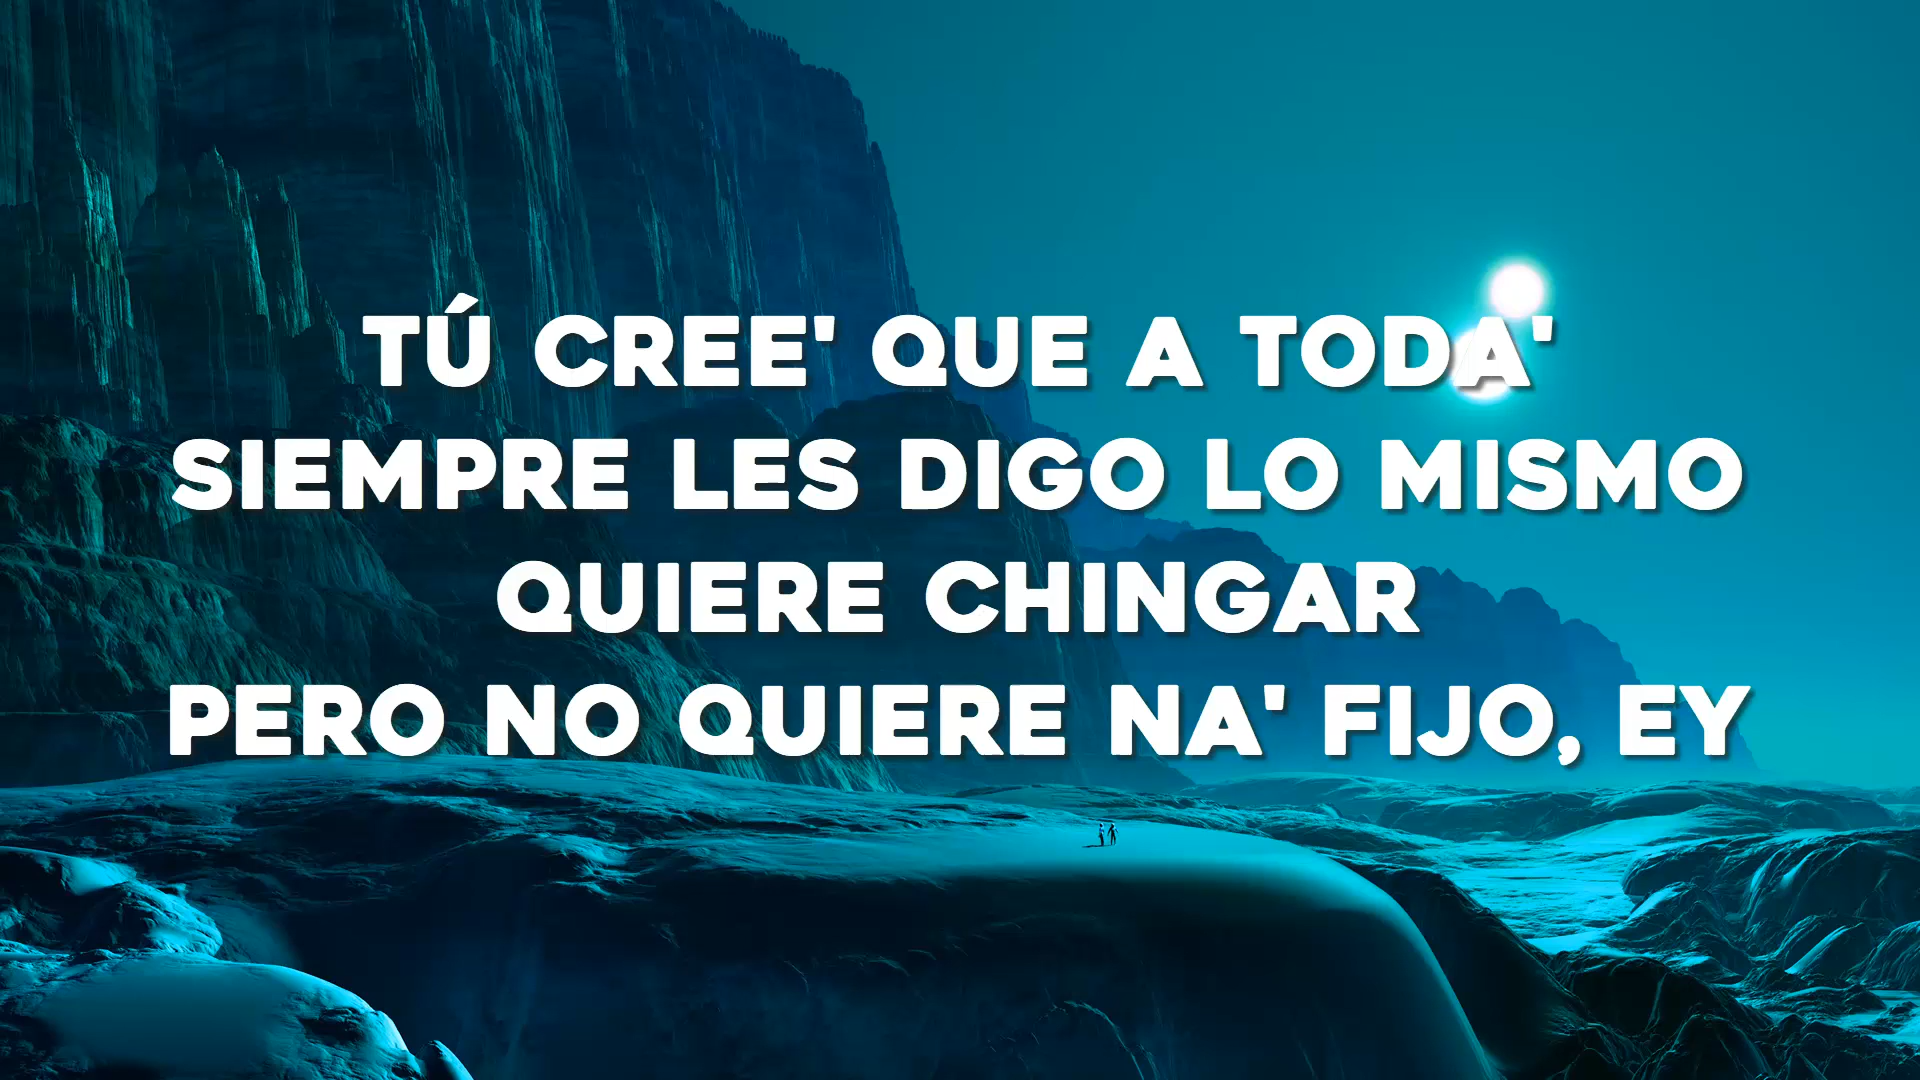 TÚ CREE' QUE A TODA'
SIEMPRE LES DIGO LO MISMO
QUIERE CHINGAR
PERO NO QUIERE NA' FIJO, EY